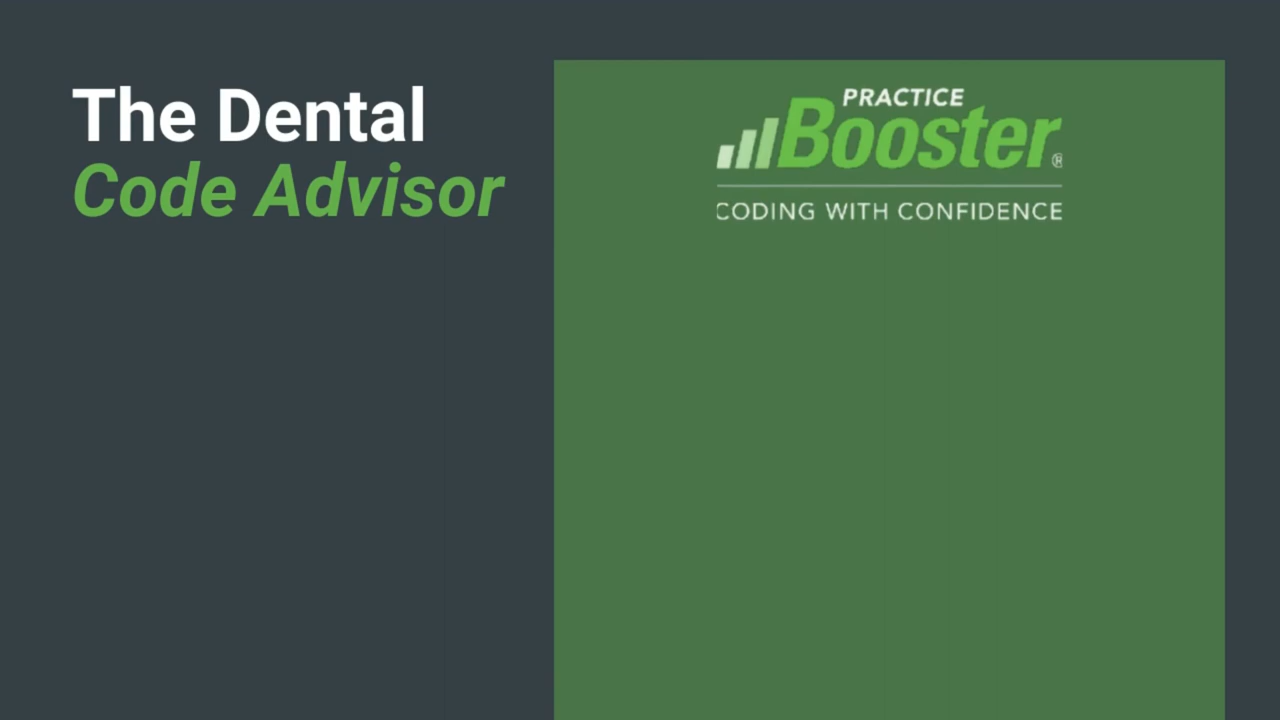 The Dental
Code Advisor
PRACTICE
Booster®
CODING WITH CONFIDENCE